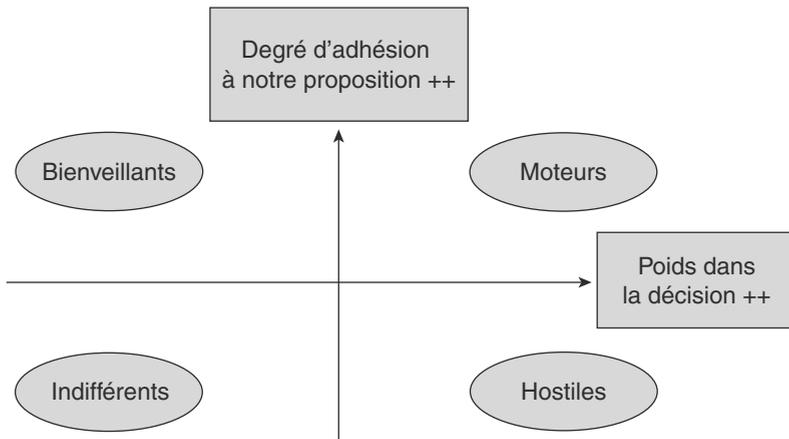 Degré d’adhésion
à notre proposition ++
Bienveillants
Moteurs
Poids dans
la décision ++
Indifférents
Hostiles